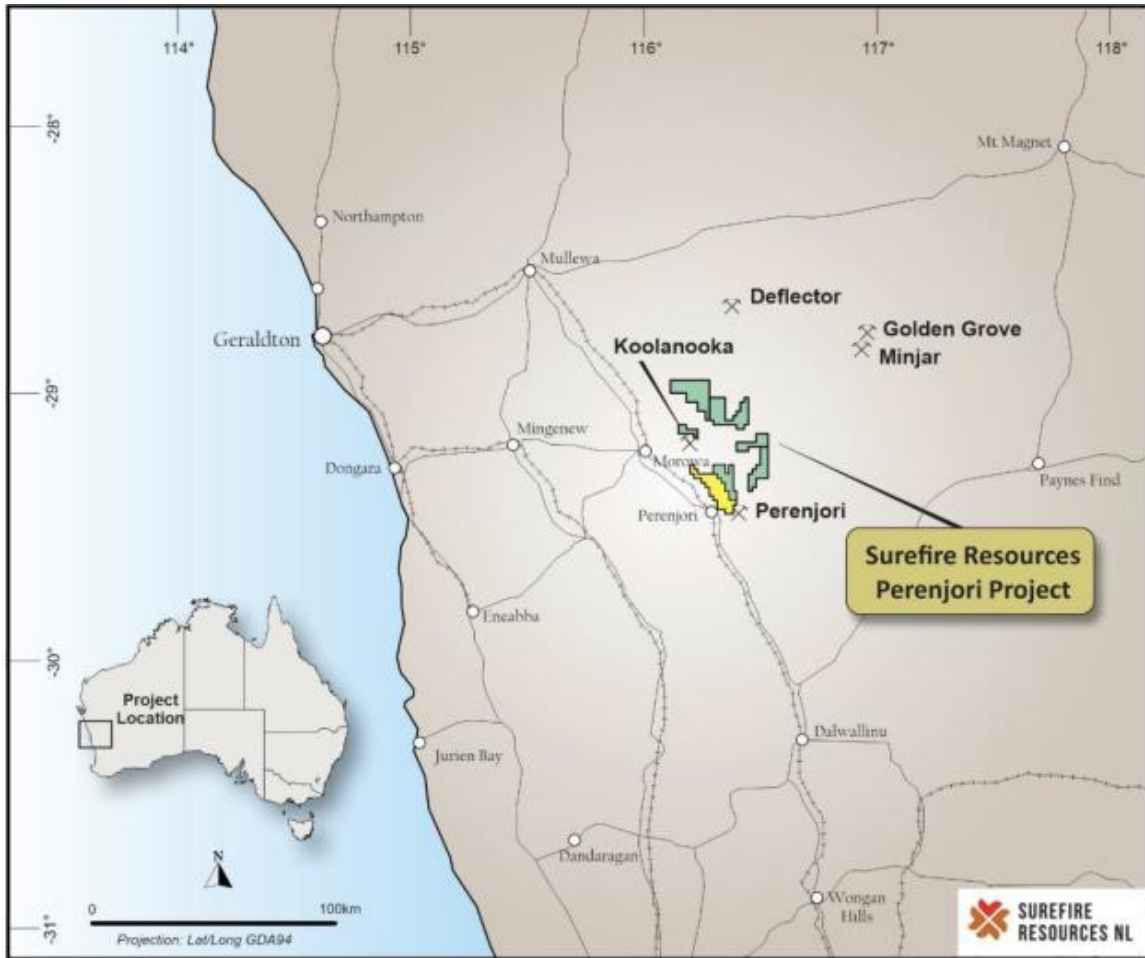 114°
115°
116°
117°
118°
-28°
-29°
-30°
-31°
Mt Magnet
Northampton
Mullewa
Deflector
Geraldton
Golden Grove
Koolanooka
Minjar
Mingenew
Morowa
Dongara
Paynes Find
Perenjori
Perenjori
Surefire Resources
Perenjori Project
Eneabba
Project
Location
Dalwallinu
Jurien Bay
Dandaragan
N
Wongan
Hills
0
100km
Projection: Lat/Long GDA94
SUREFIRE
RESOURCES NL